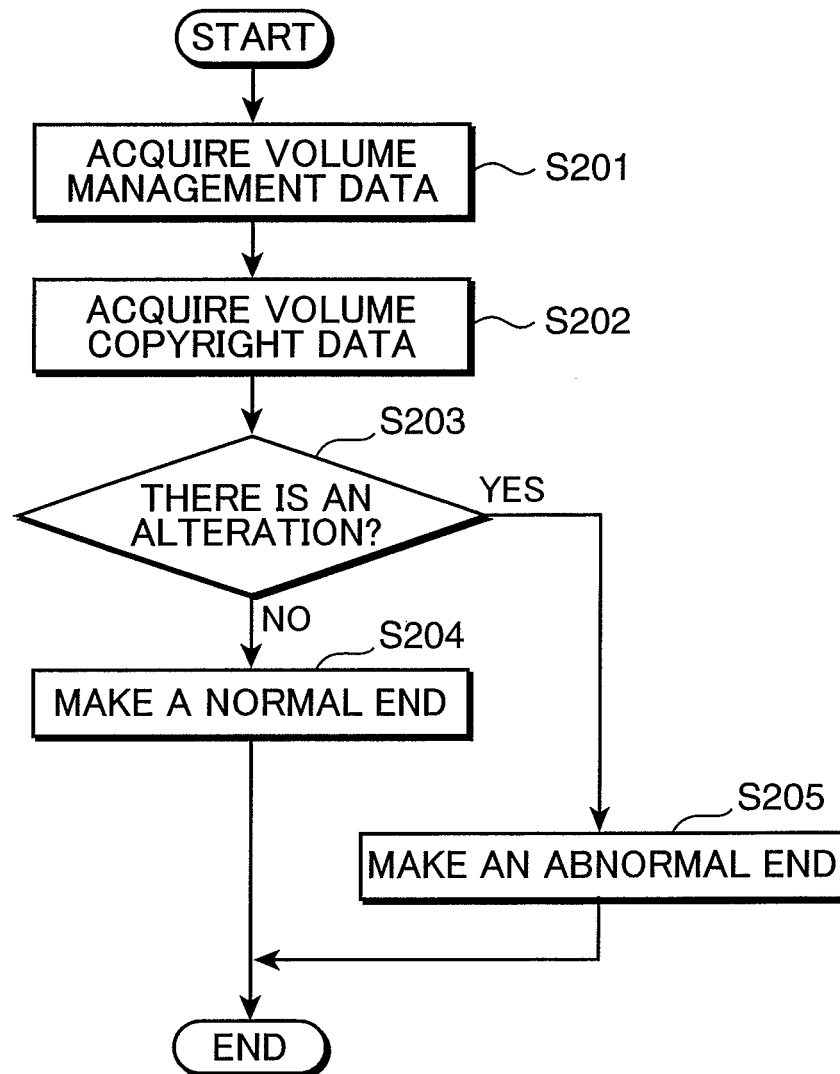 START
ACQUIRE VOLUME
MANAGEMENT DATA
S201
ACQUIRE VOLUME
COPYRIGHT DATA
S202
S203
THERE IS AN
ALTERATION?
YES
NO
S204
MAKE A NORMAL END
S205
MAKE AN ABNORMAL END
END